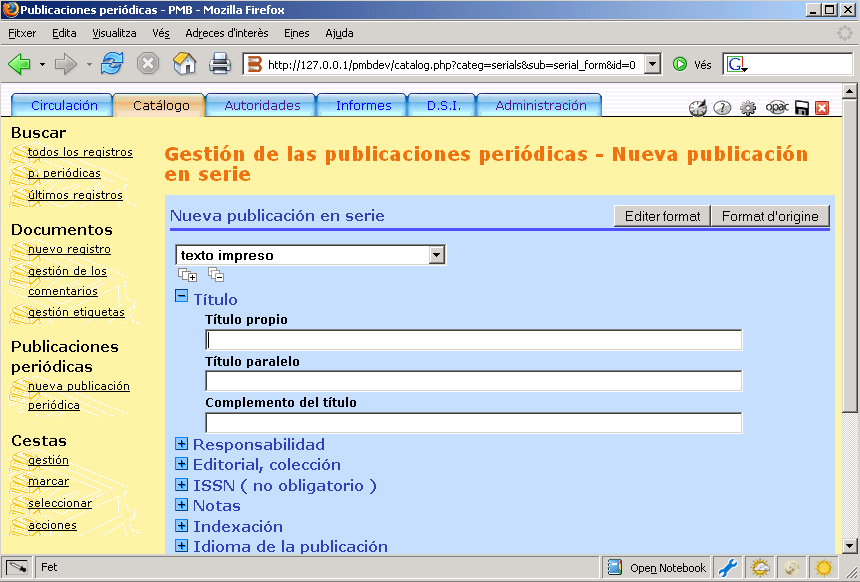 Publicaciones periódicas - PMB - Mozilla Firefox
Fitxer Edita Visualitza Vés Adreces d'interès Eines Ajuda
http://127.0.0.1/pmbdev/catalog.php?categ=serials&sub=serial_form&id=0 Vés G
Circulación Catálogo Autoridades Informes D.S.I. Administración opac
Buscar
todos los registros
p. periódicas
últimos registros
Documentos
nuevo registro
gestión de los
comentarios
gestión etiquetas
Publicaciones
periódicas
nueva publicación
periódica
Cestas
gestión
marcar
seleccionar
acciones
Gestión de las publicaciones periódicas - Nueva publicación
en serie
Nueva publicación en serie Editer format Format d'origine
texto impreso
Título
Título propio
Título paralelo
Complemento del título
Responsabilidad
Editorial, colección
ISSN ( no obligatorio )
Notas
Indexación
Idioma de la publicación
Fet Open Notebook